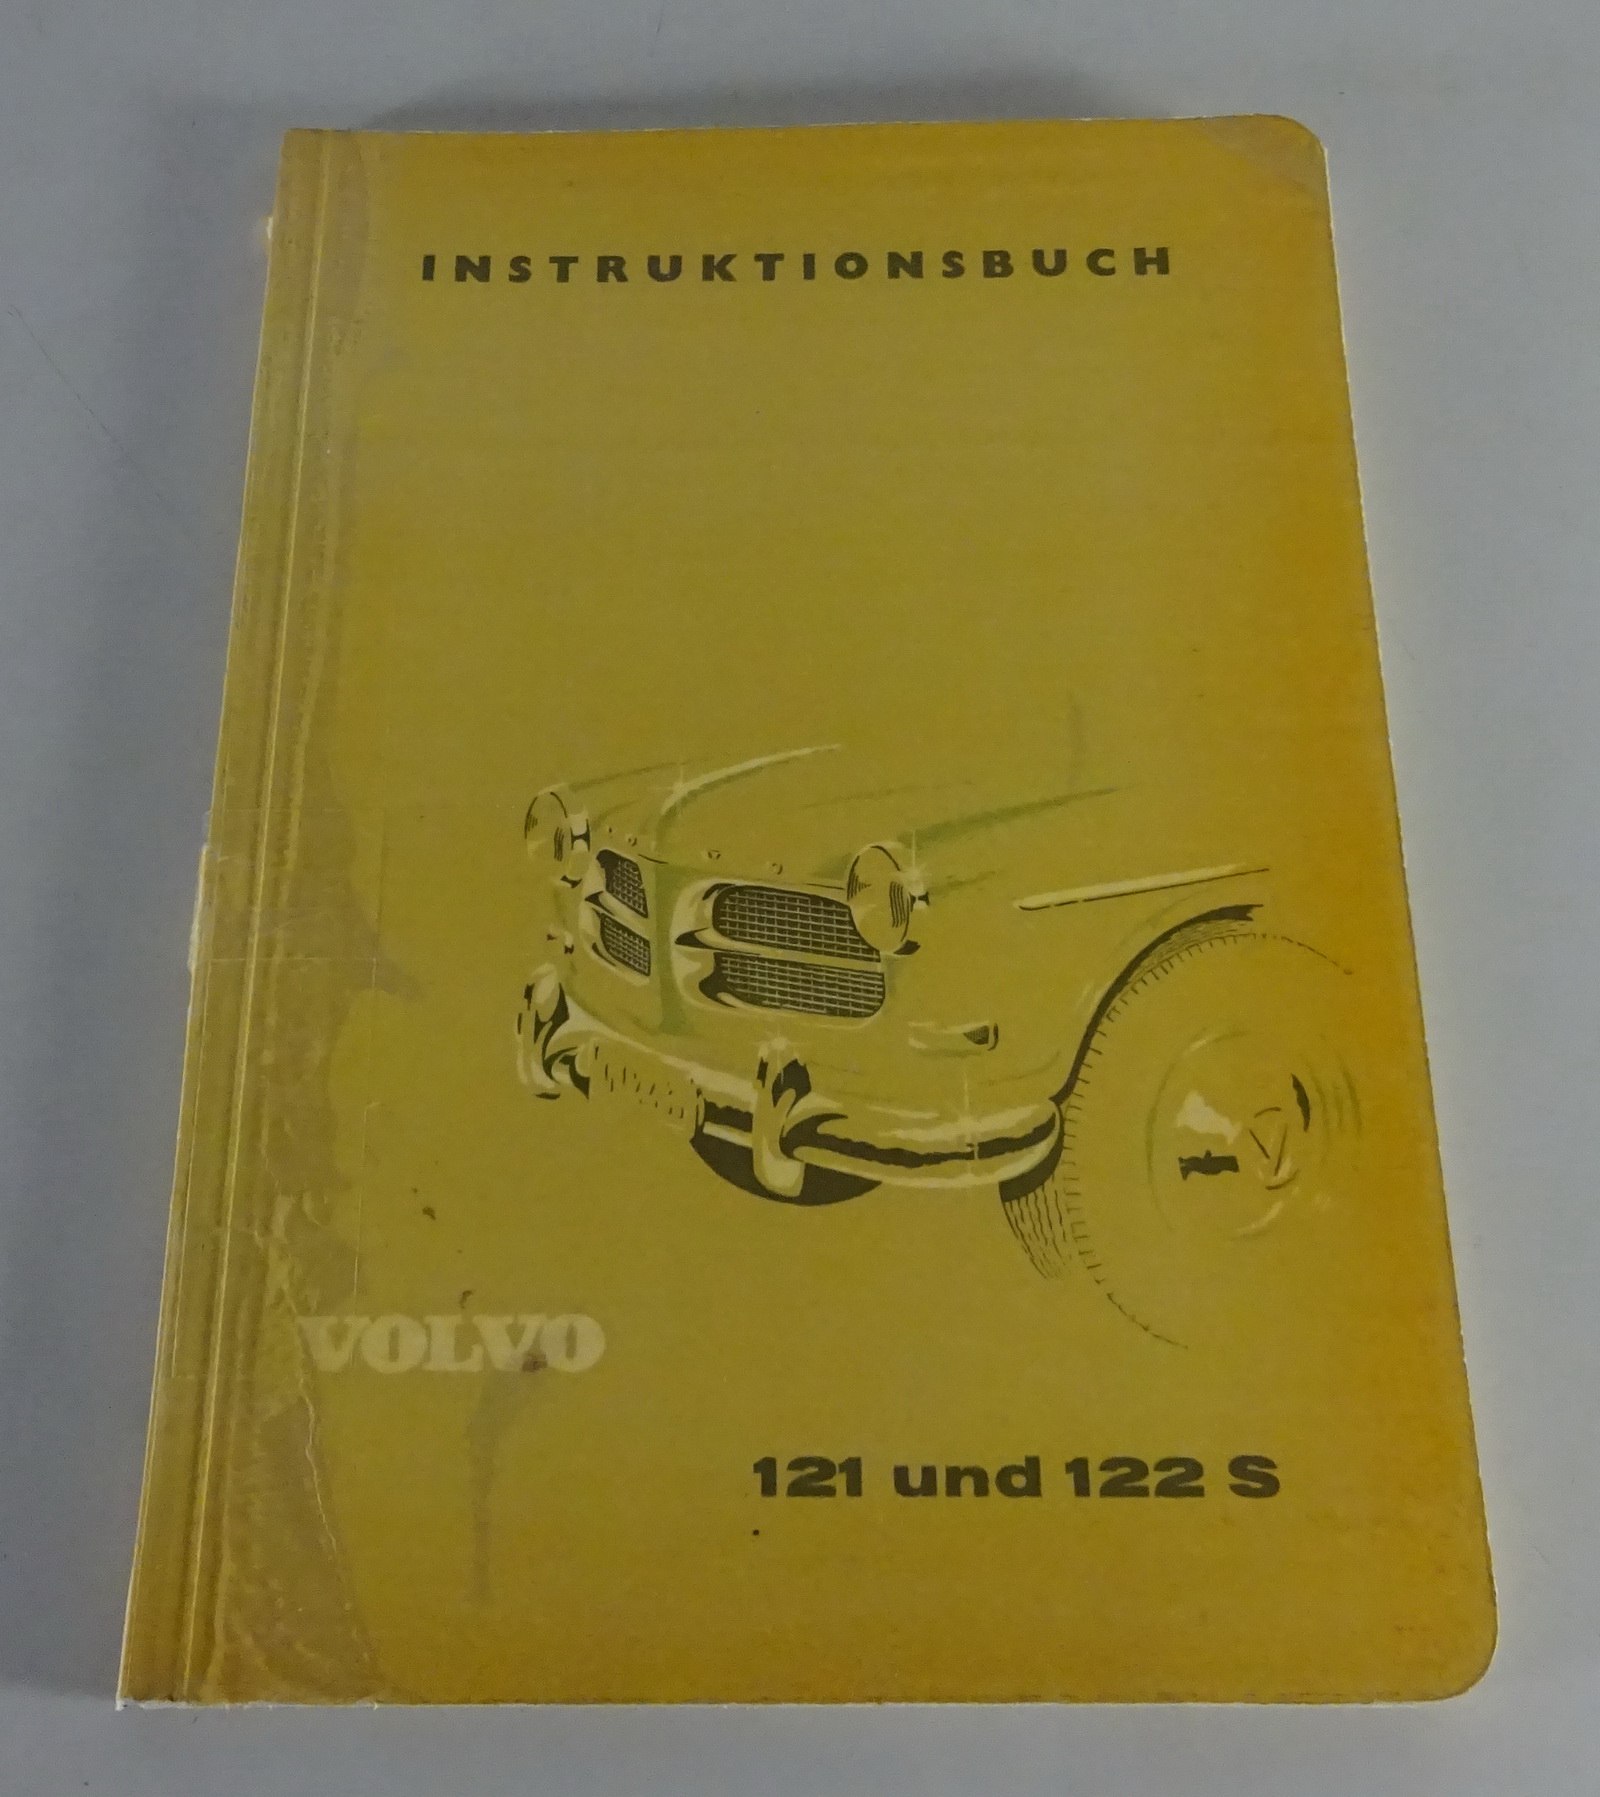 INSTRUKTIONSBUCH
VOLVO
121 und 122 S